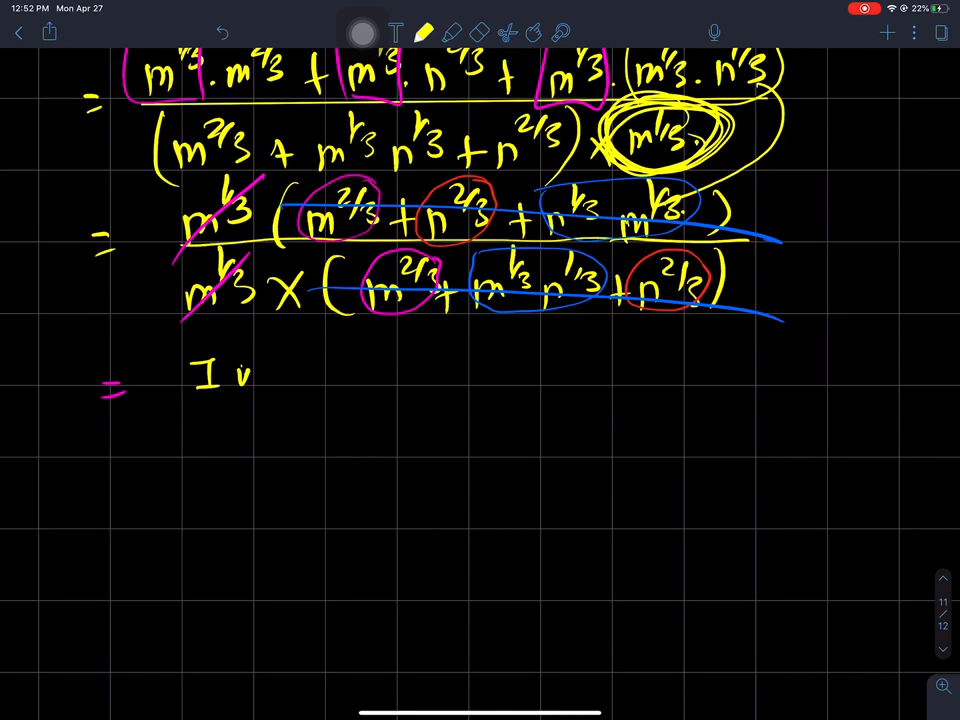 12:52 PM Mon Apr 27
22%
T
m^1/3 . m^2/3 + m^1/3 . n^2/3 + m^1/3 . (m^1/3 . n^1/3)
=
(m^2/3 + m^1/3 n^1/3 + n^2/3) × m^1/3.
= m^1/3 (m^2/3 + n^2/3 + n^1/3 m^1/3.)
m^1/3 × (m^2/3 + m^1/3 n^1/3 + n^2/3)
= I
11
/
12